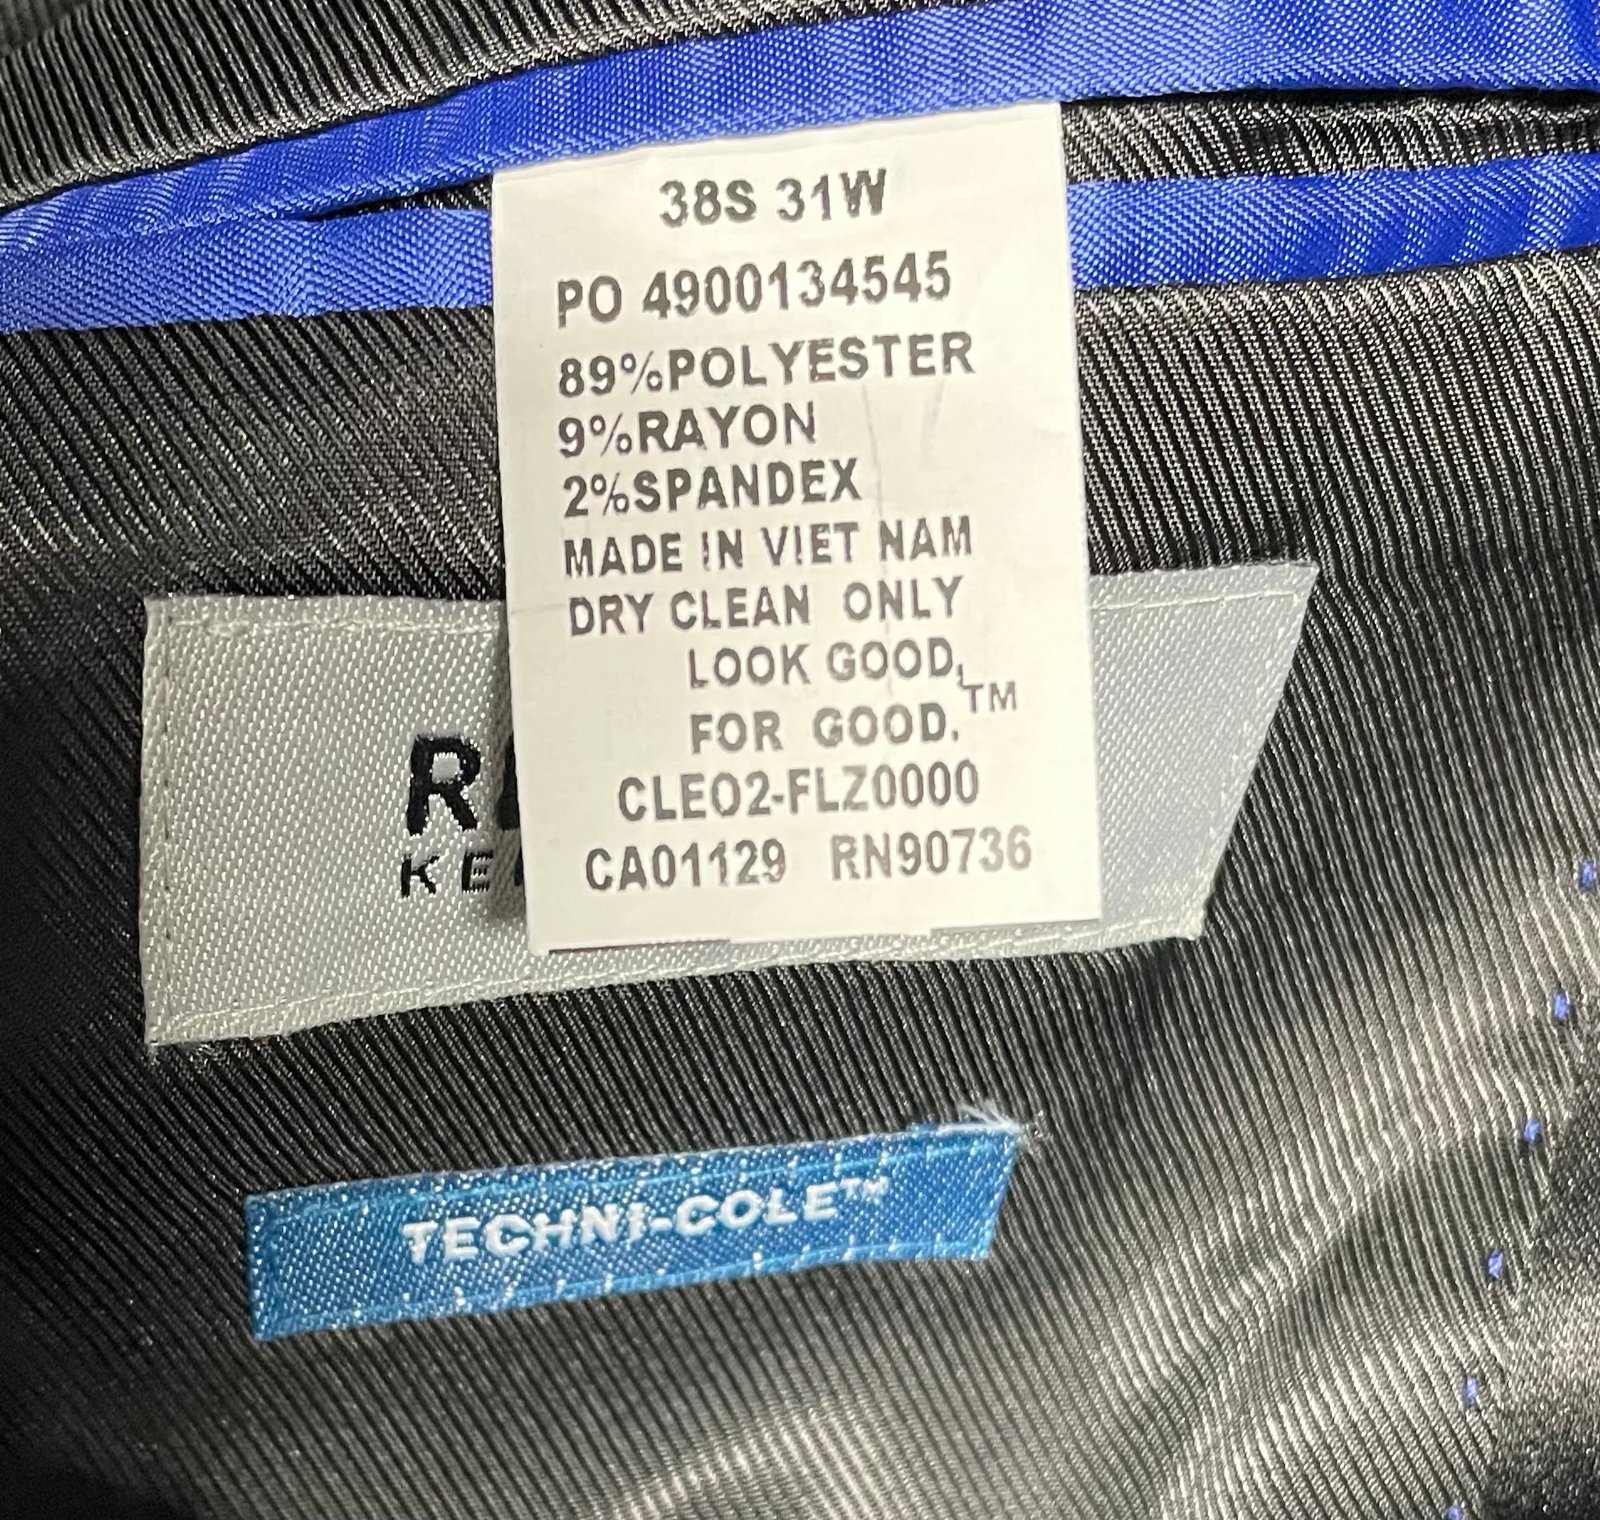 38S 31W
PO 4900134545
89%POLYESTER
9%RAYON
2%SPANDEX
MADE IN VIET NAM
DRY CLEAN ONLY
LOOK GOOD,
FOR GOOD.™
CLE02-FLZ0000
CA01129 RN90736
TECHNI-COLE™